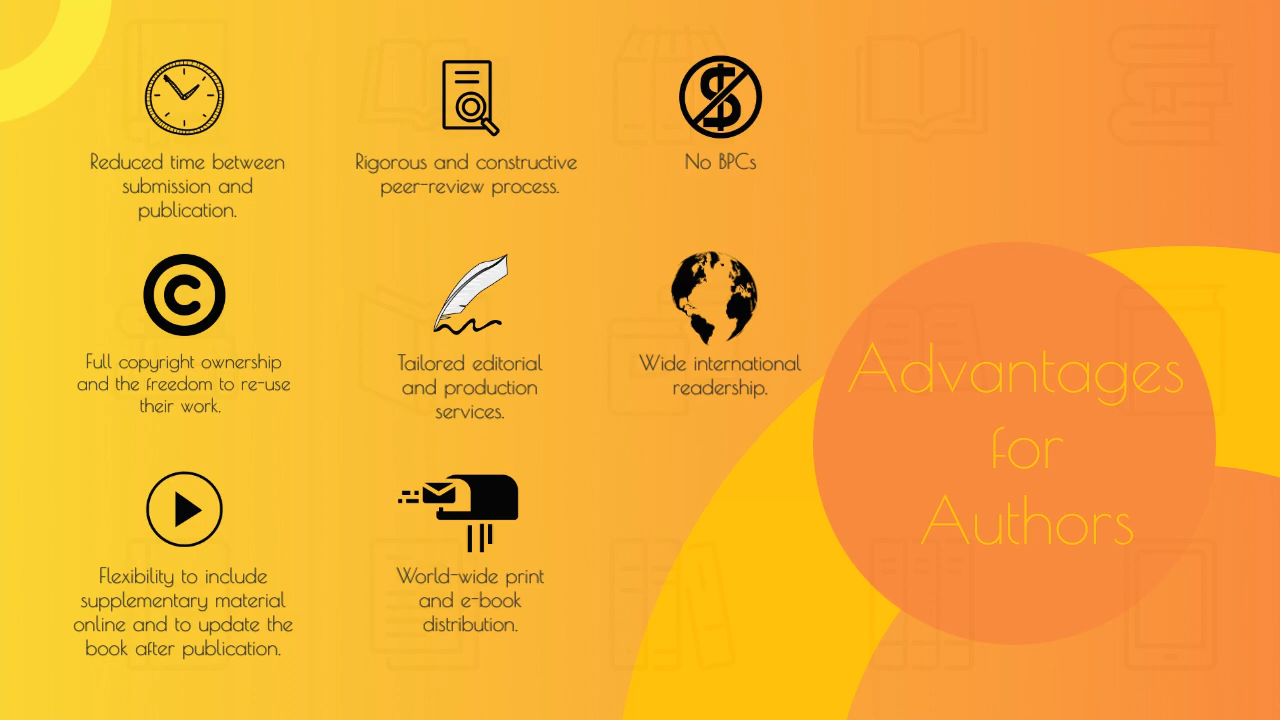 Reduced time between
submission and
publication.
Rigorous and constructive
peer-review process.
No BPCs
Full copyright ownership
and the freedom to re-use
their work.
Tailored editorial
and production
services.
Wide international
readership.
Flexibility to include
supplementary material
online and to update the
book after publication.
World-wide print
and e-book
distribution.
Advantages
for
Authors